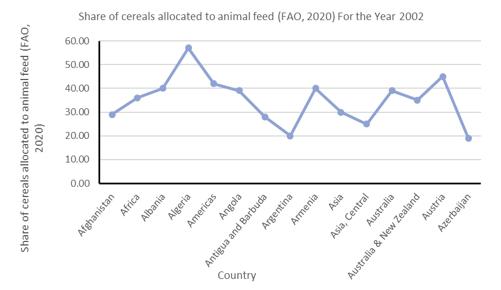 Share of cereals allocated to animal feed (FAO, 2020) For the Year 2002
Share of cereals allocated to animal feed (FAO,
2020)
60.00
50.00
40.00
30.00
20.00
10.00
0.00
Afghanistan
Africa
Albania
Algeria
Americas
Angola
Antigua and Barbuda
Argentina
Armenia
Asia
Asia, Central
Australia
Australia & New Zealand
Austria
Azerbaijan
Country